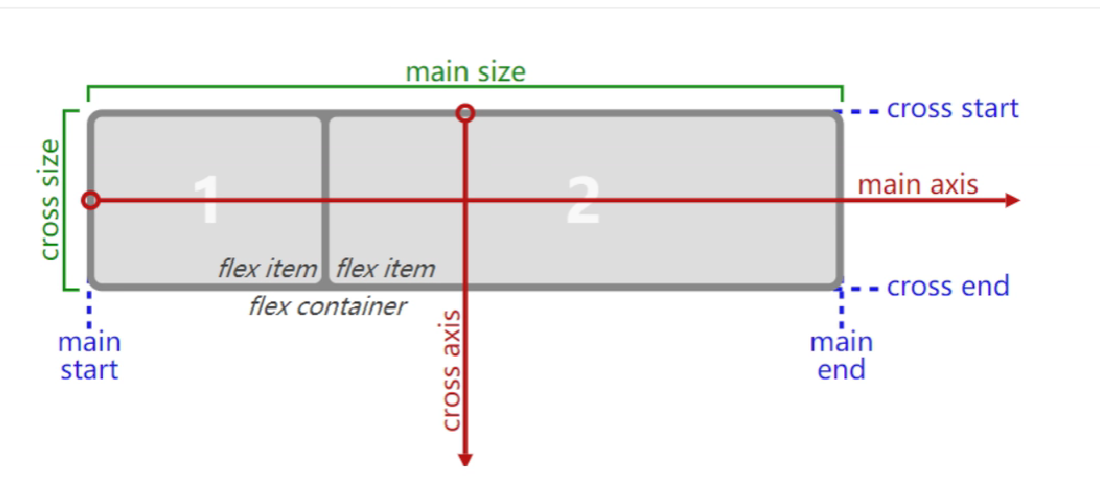 main size
cross start
cross size
main axis
1
2
flex item
flex item
cross end
flex container
cross axis
main
start
main
end